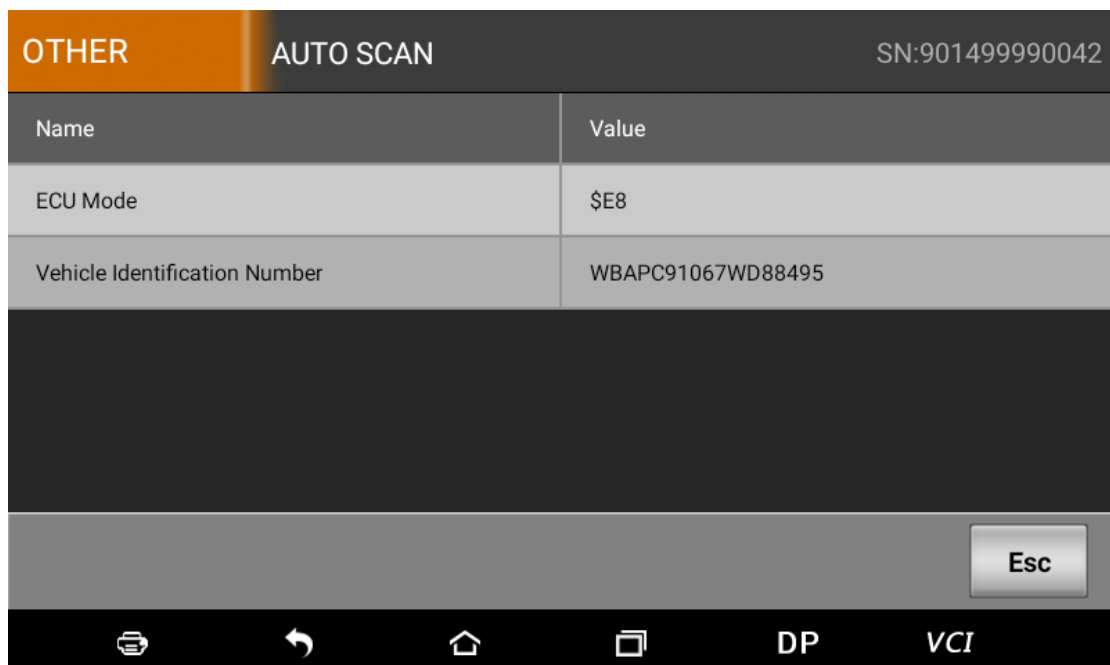 OTHER AUTO SCAN SN:901499990042
Name Value
ECU Mode $E8
Vehicle Identification Number WBAPC91067WD88495
Esc
DP VCI